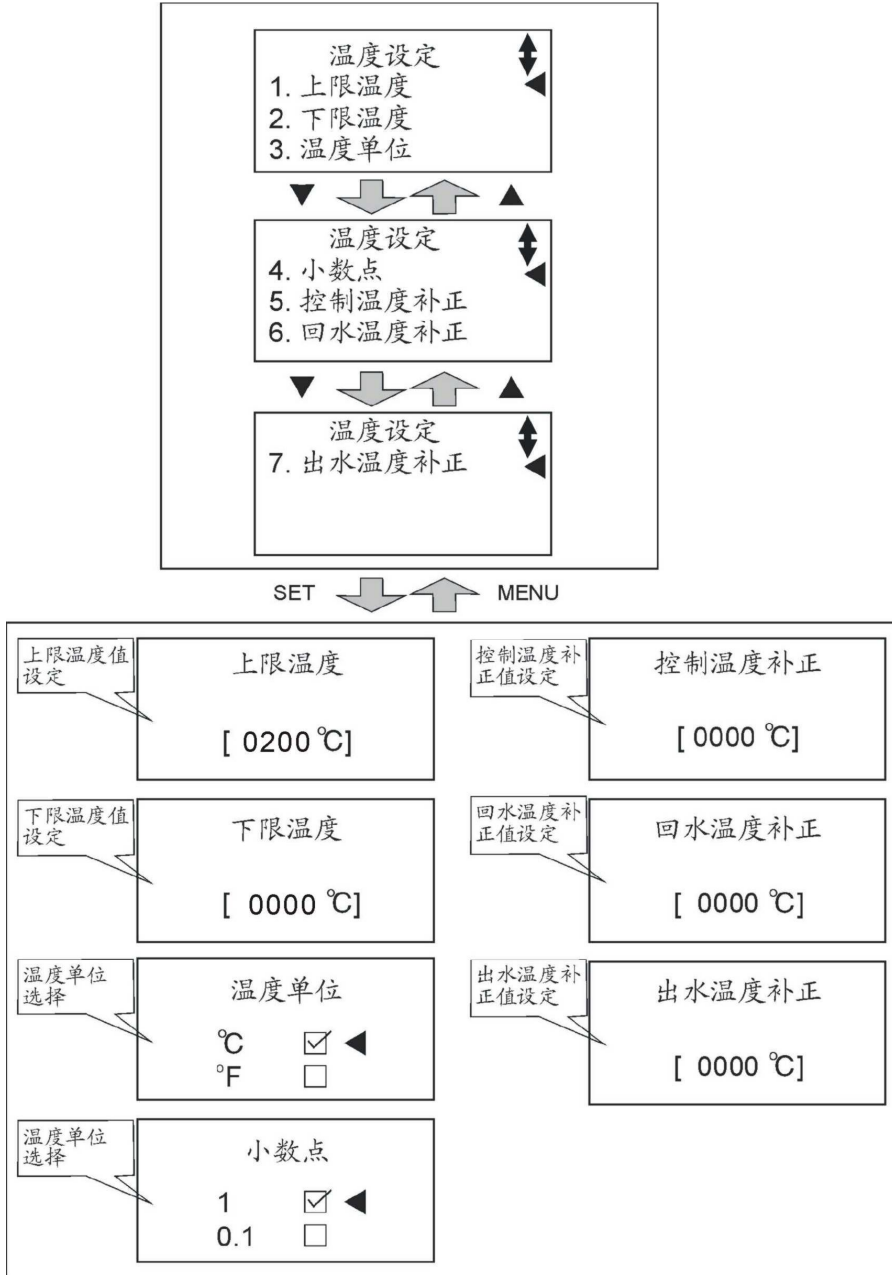 温度设定
1. 上限温度
2. 下限温度
3. 温度单位
▼ ▲
温度设定
4. 小数点
5. 控制温度补正
6. 回水温度补正
▼ ▲
温度设定
7. 出水温度补正
SET MENU
上限温度值
设定
上限温度
[ 0200 ℃]
下限温度值
设定
下限温度
[ 0000 ℃]
温度单位
选择
温度单位
℃ ☑ ◀
°F ☐
温度单位
选择
小数点
1 ☑ ◀
0.1 ☐
控制温度补
正值设定
控制温度补正
[ 0000 ℃]
回水温度补
正值设定
回水温度补正
[ 0000 ℃]
出水温度补
正值设定
出水温度补正
[ 0000 ℃]